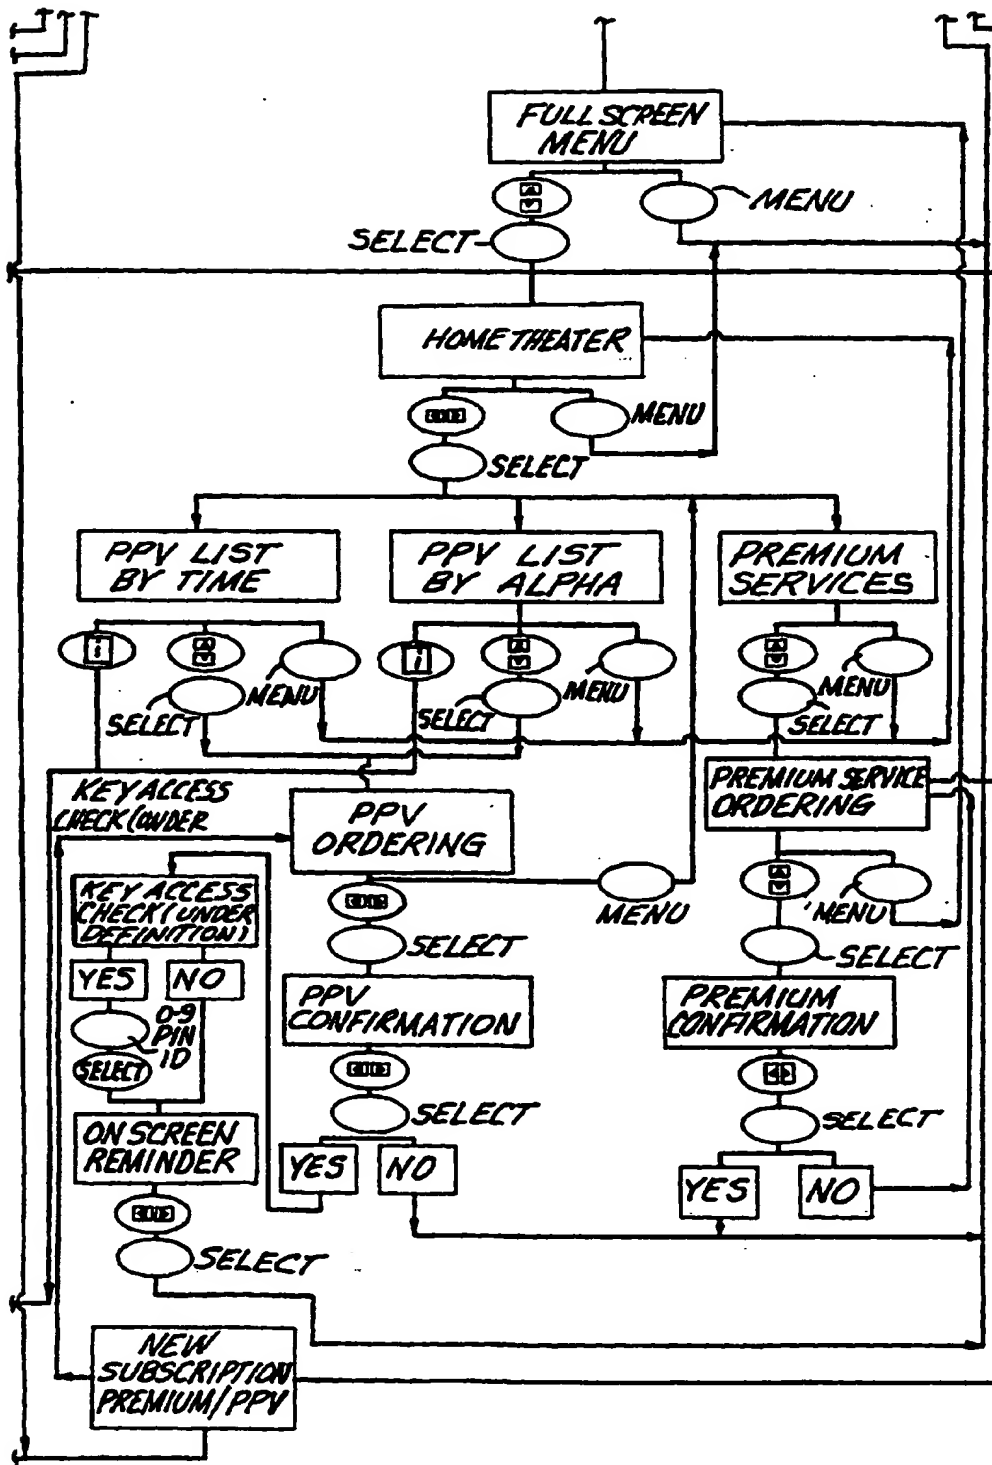 FULL SCREEN
MENU
MENU
SELECT
HOME THEATER
MENU
SELECT
PPV LIST
BY TIME
PPV LIST
BY ALPHA
PREMIUM
SERVICES
i
i
SELECT
MENU
SELECT
MENU
MENU
SELECT
KEY ACCESS
CHECK (UNDER
PPV
ORDERING
PREMIUM SERVICE
ORDERING
KEY ACCESS
CHECK (UNDER
DEFINITION)
MENU
MENU
SELECT
SELECT
YES
NO
0-9
PIN
ID
SELECT
PPV
CONFIRMATION
PREMIUM
CONFIRMATION
SELECT
SELECT
ON SCREEN
REMINDER
YES
NO
YES
NO
SELECT
NEW
SUBSCRIPTION
PREMIUM/PPV